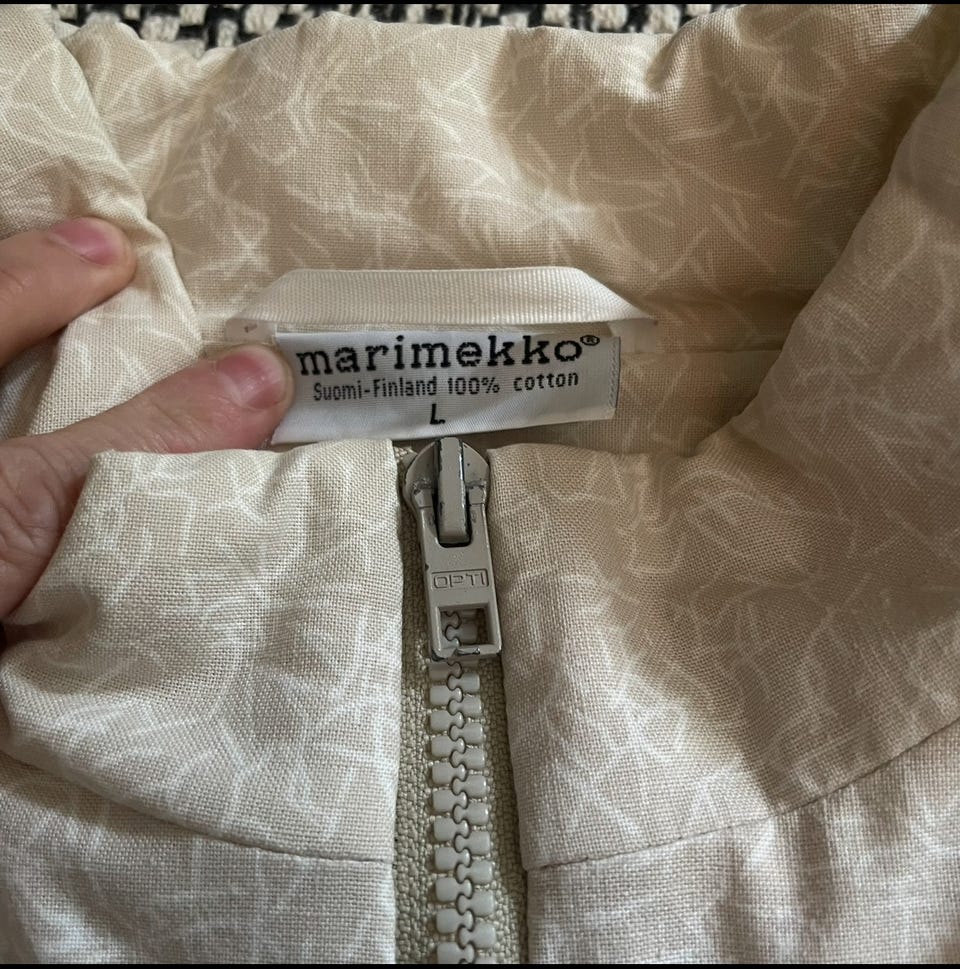 marimekko®
Suomi-Finland 100% cotton
L
OPTI